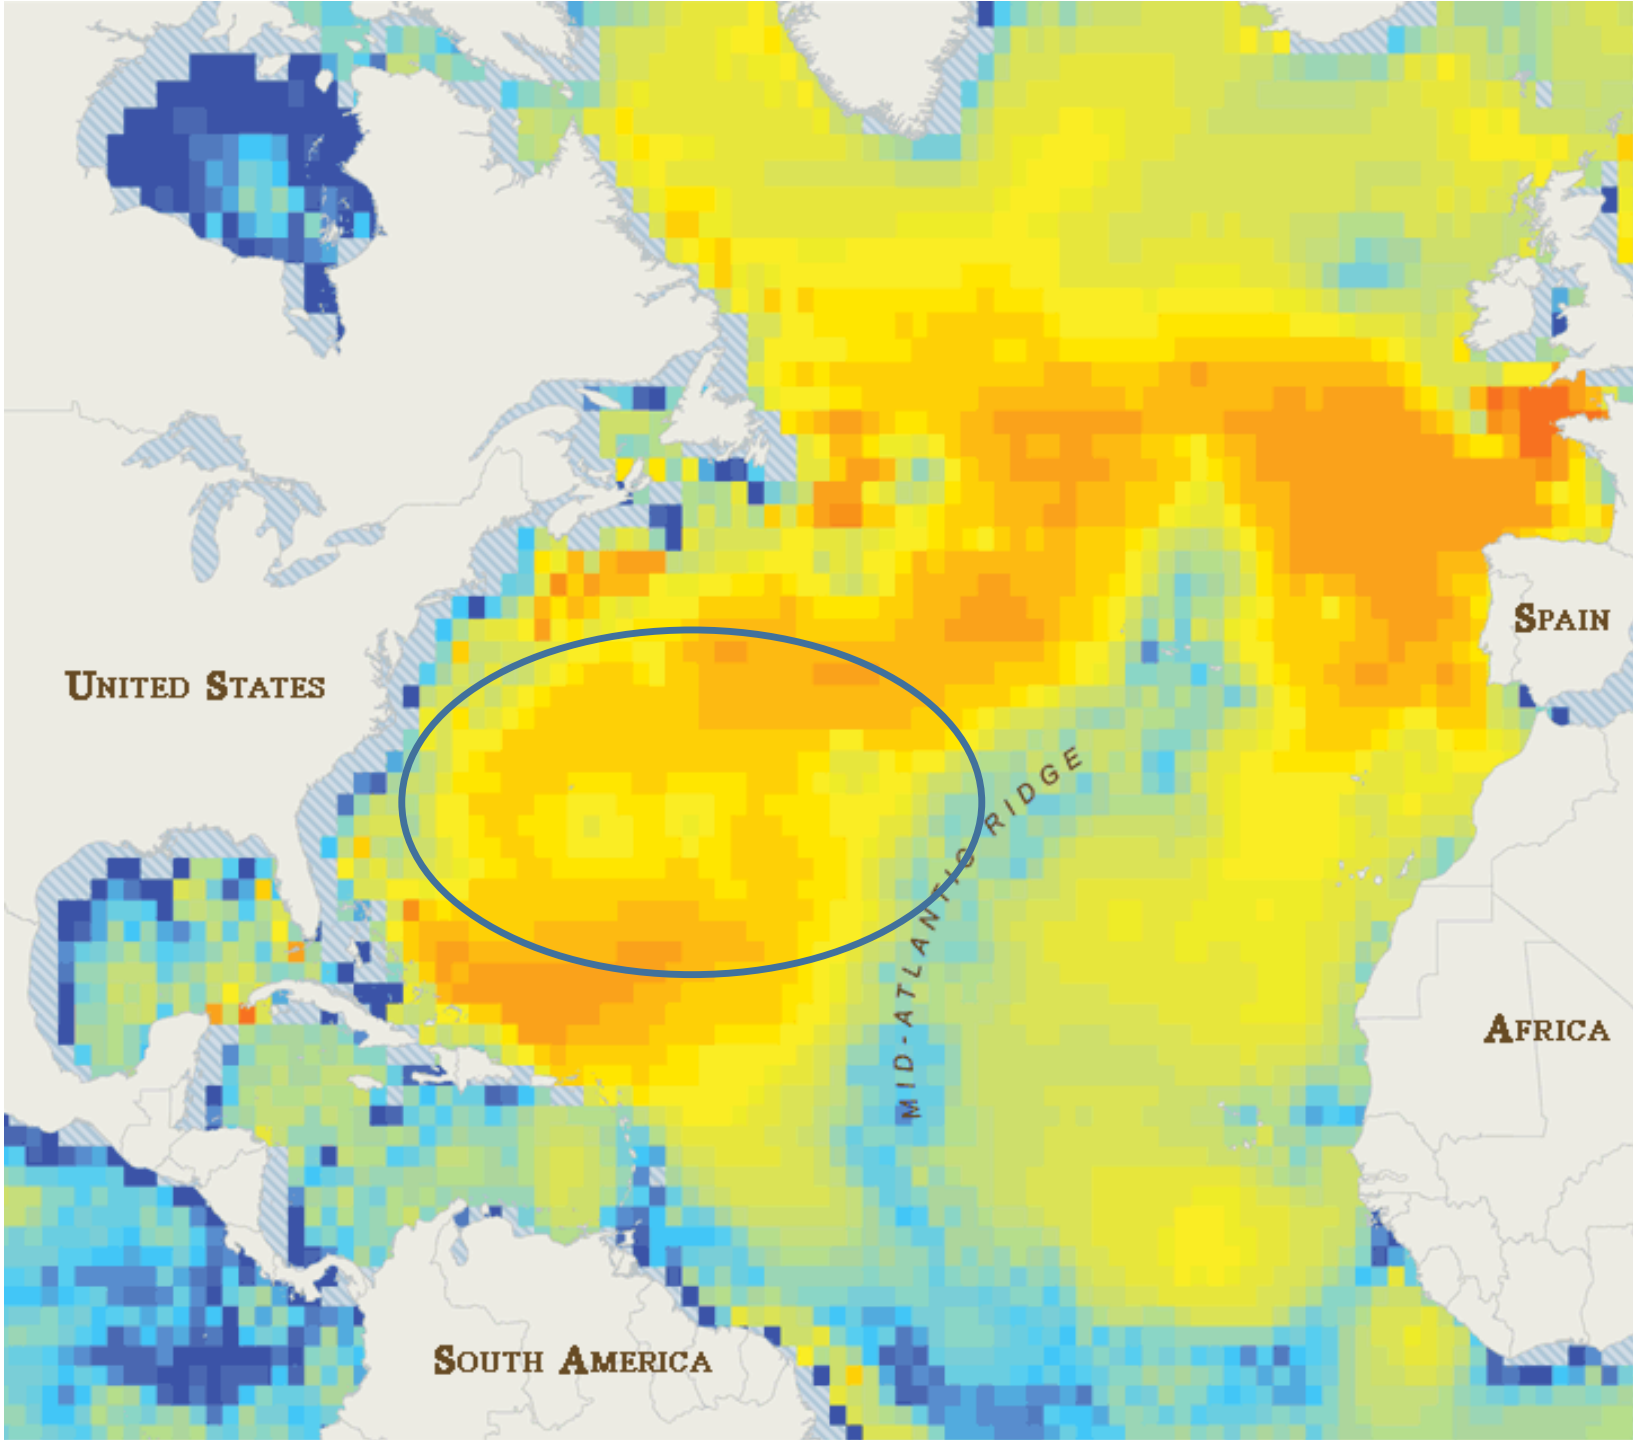 Spain
United States
Mid-Atlantic Ridge
Africa
South America